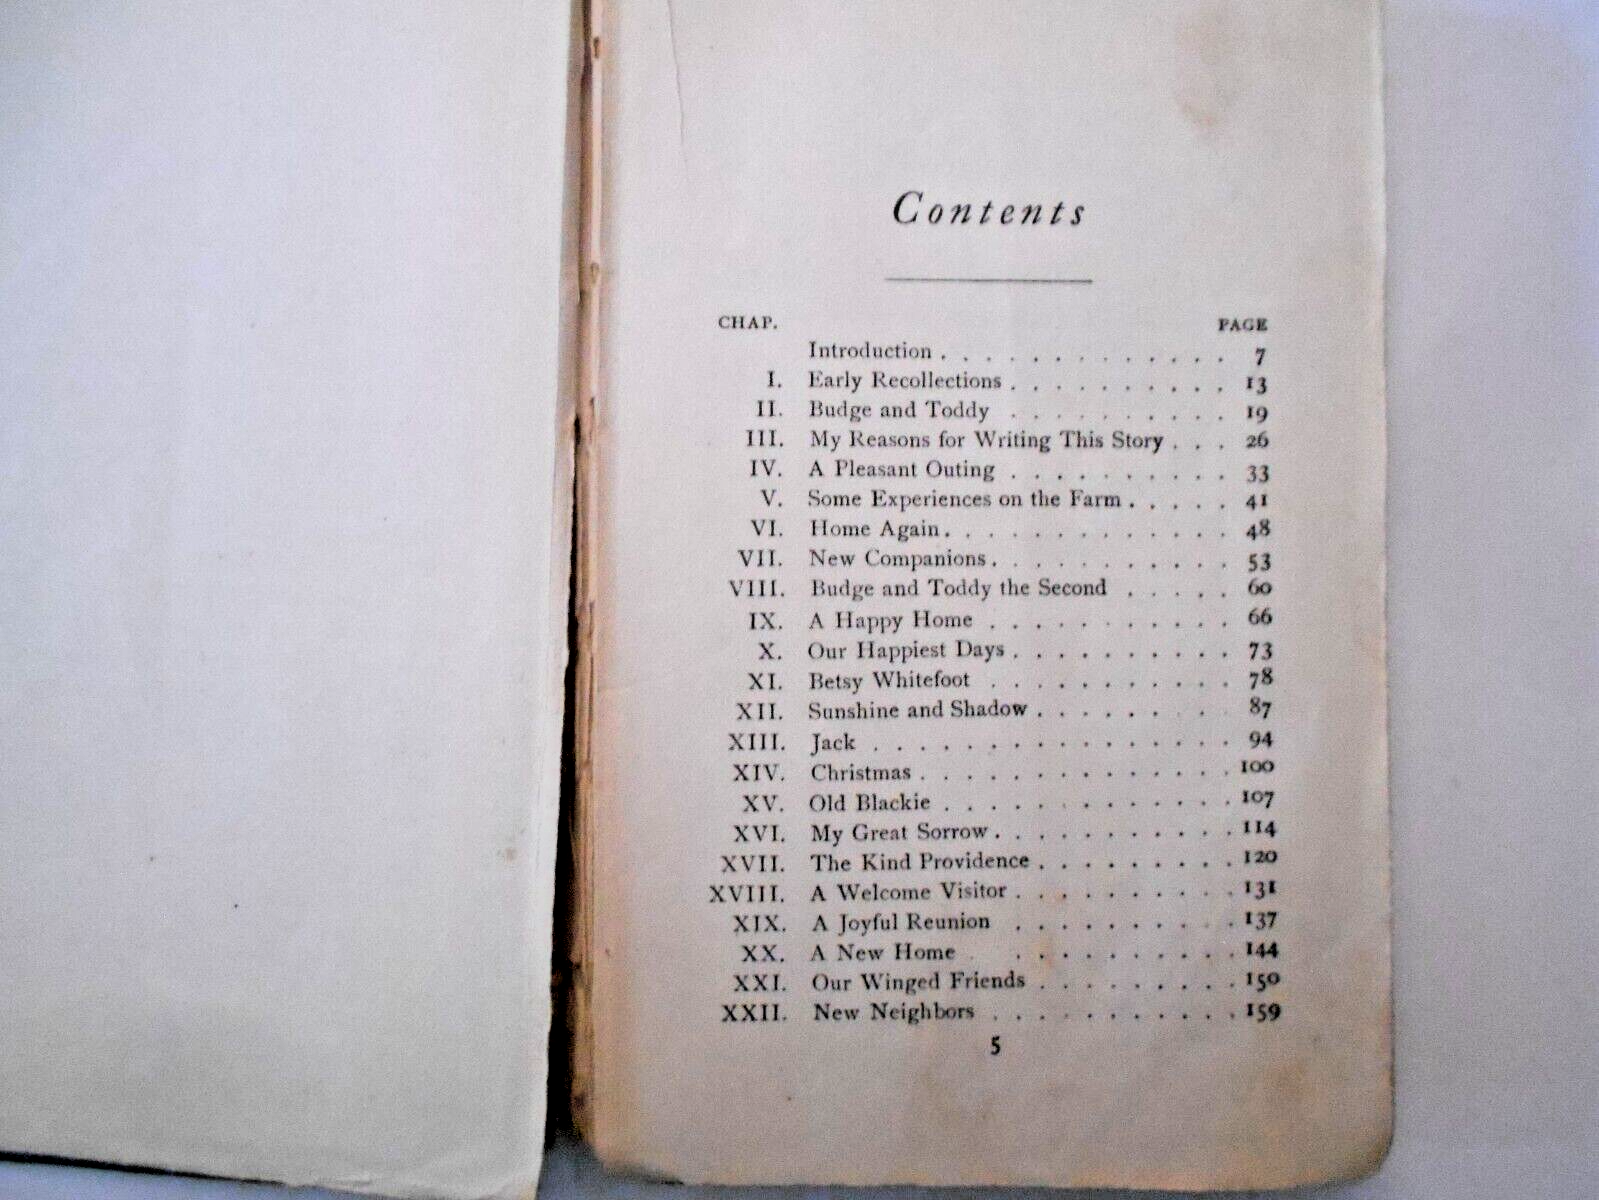 Contents
CHAP. PAGE
Introduction . . . . . . . . . . . . . 7
I. Early Recollections . . . . . . . . . . 13
II. Budge and Toddy . . . . . . . . . . 19
III. My Reasons for Writing This Story . . . 26
IV. A Pleasant Outing . . . . . . . . . . 33
V. Some Experiences on the Farm . . . . . 41
VI. Home Again . . . . . . . . . . . . . 48
VII. New Companions . . . . . . . . . . . 53
VIII. Budge and Toddy the Second . . . . . 60
IX. A Happy Home . . . . . . . . . . . 66
X. Our Happiest Days . . . . . . . . . . 73
XI. Betsy Whitefoot . . . . . . . . . . . 78
XII. Sunshine and Shadow . . . . . . . . . 87
XIII. Jack . . . . . . . . . . . . . . . . 94
XIV. Christmas . . . . . . . . . . . . . . 100
XV. Old Blackie . . . . . . . . . . . . . 107
XVI. My Great Sorrow . . . . . . . . . . . 114
XVII. The Kind Providence . . . . . . . . . 120
XVIII. A Welcome Visitor . . . . . . . . . . 131
XIX. A Joyful Reunion . . . . . . . . . . 137
XX. A New Home . . . . . . . . . . . 144
XXI. Our Winged Friends . . . . . . . . . 150
XXII. New Neighbors . . . . . . . . . . . 159
5